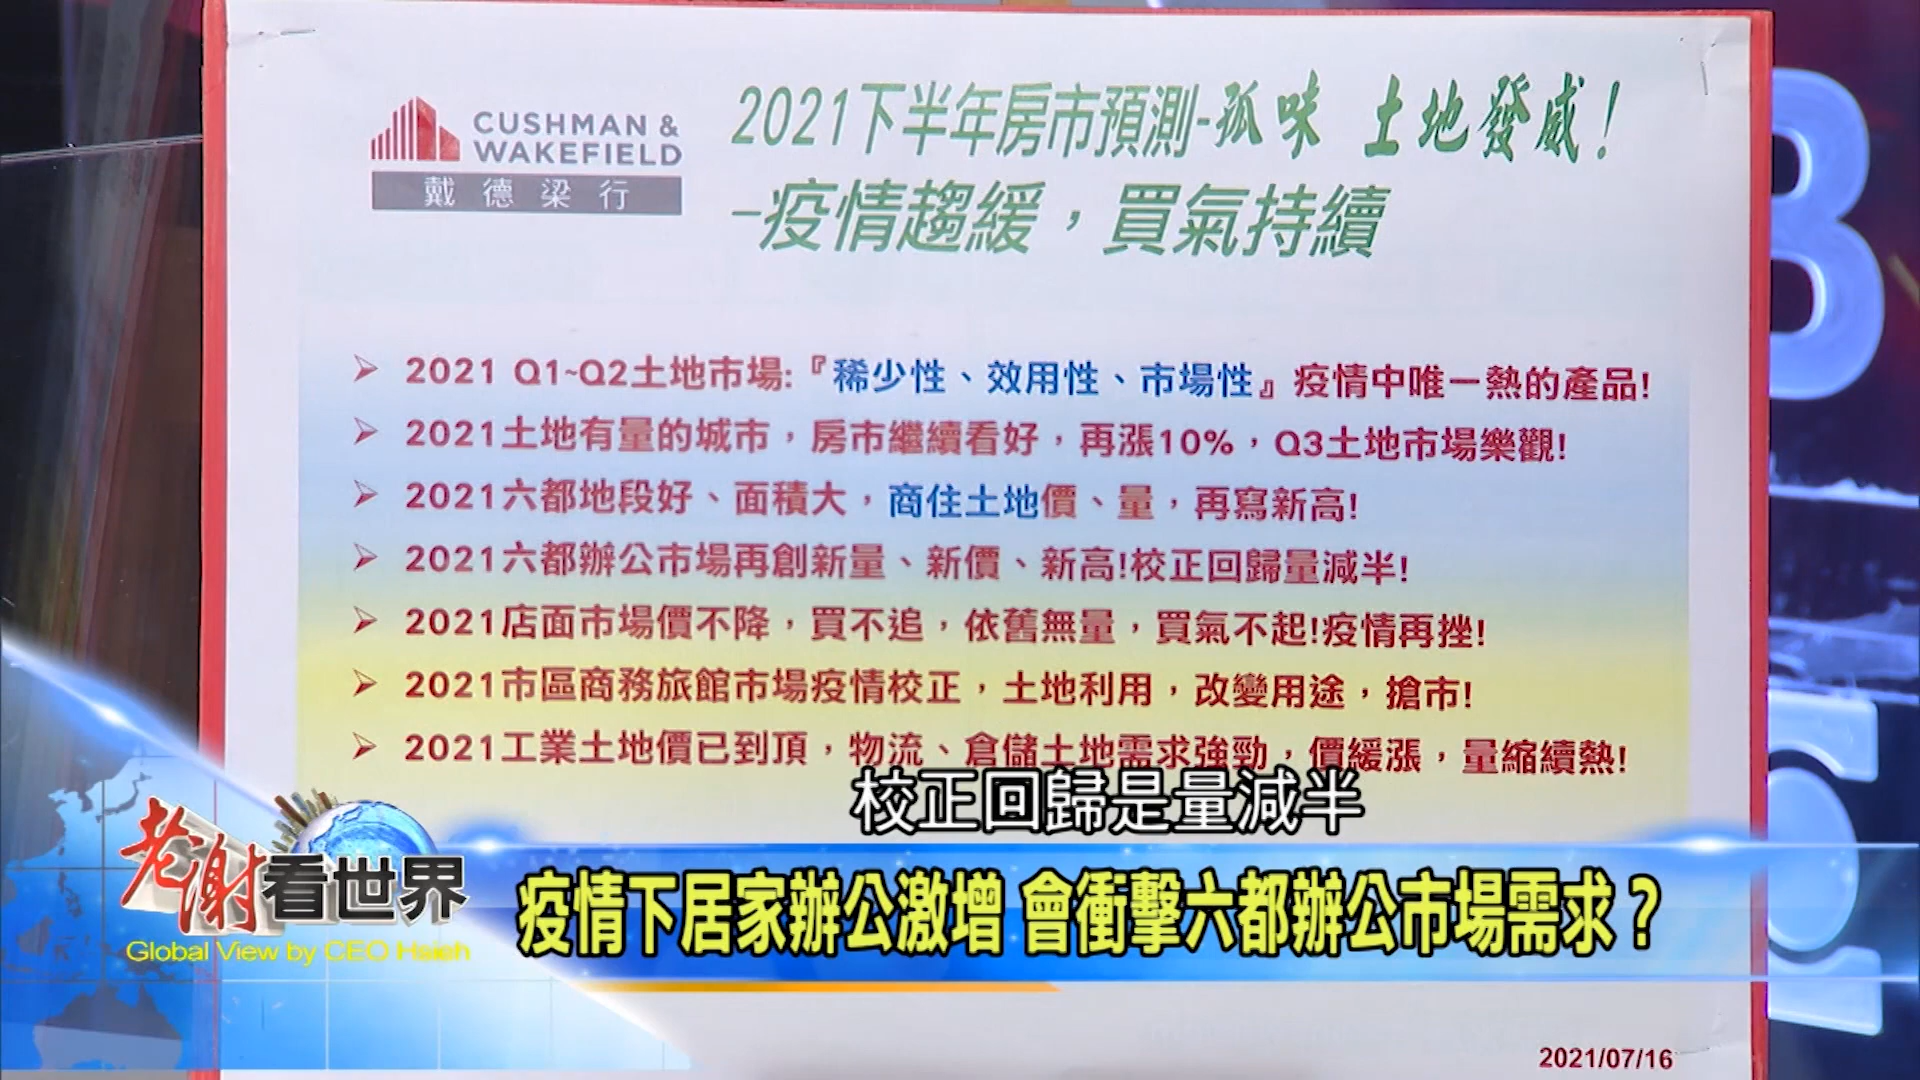 CUSHMAN &
WAKEFIELD
戴德梁行
2021下半年房市預測-孤味 土地發威!
-疫情趨緩，買氣持續
➢ 2021 Q1~Q2土地市場:『稀少性、效用性、市場性』疫情中唯一熱的產品!
➢ 2021土地有量的城市，房市繼續看好，再漲10%，Q3土地市場樂觀!
➢ 2021六都地段好、面積大，商住土地價、量，再寫新高!
➢ 2021六都辦公市場再創新量、新價、新高!校正回歸量減半!
➢ 2021店面市場價不降，買不追，依舊無量，買氣不起!疫情再挫!
➢ 2021市區商務旅館市場疫情校正，土地利用，改變用途，搶市!
➢ 2021工業土地價已到頂，物流、倉儲土地需求強勁，價緩漲，量縮續熱!
校正回歸是量減半
老謝看世界
Global View by CEO Hsieh
疫情下居家辦公激增 會衝擊六都辦公市場需求？
2021/07/16